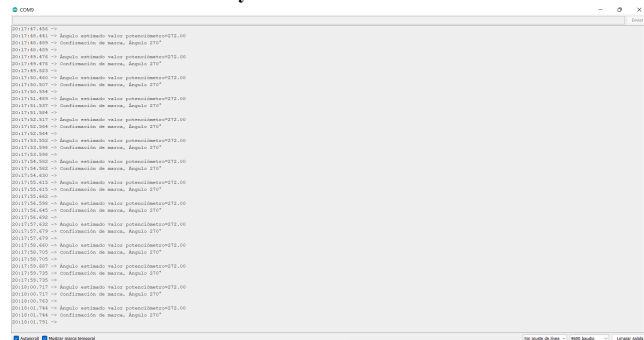 COM9
Enviar
20:17:47.456 ->
20:17:48.441 -> Ángulo estimado valor potenciómetro=272.00
20:17:48.489 -> Confirmación de marca, Ángulo 270°
20:17:48.489 ->
20:17:49.476 -> Ángulo estimado valor potenciómetro=272.00
20:17:49.476 -> Confirmación de marca, Ángulo 270°
20:17:49.523 ->
20:17:50.460 -> Ángulo estimado valor potenciómetro=272.00
20:17:50.507 -> Confirmación de marca, Ángulo 270°
20:17:50.554 ->
20:17:51.489 -> Ángulo estimado valor potenciómetro=272.00
20:17:51.537 -> Confirmación de marca, Ángulo 270°
20:17:51.584 ->
20:17:52.517 -> Ángulo estimado valor potenciómetro=272.00
20:17:52.564 -> Confirmación de marca, Ángulo 270°
20:17:52.564 ->
20:17:53.552 -> Ángulo estimado valor potenciómetro=272.00
20:17:53.598 -> Confirmación de marca, Ángulo 270°
20:17:53.598 ->
20:17:54.582 -> Ángulo estimado valor potenciómetro=272.00
20:17:54.582 -> Confirmación de marca, Ángulo 270°
20:17:54.630 ->
20:17:55.615 -> Ángulo estimado valor potenciómetro=272.00
20:17:55.615 -> Confirmación de marca, Ángulo 270°
20:17:55.662 ->
20:17:56.598 -> Ángulo estimado valor potenciómetro=272.00
20:17:56.645 -> Confirmación de marca, Ángulo 270°
20:17:56.692 ->
20:17:57.632 -> Ángulo estimado valor potenciómetro=272.00
20:17:57.679 -> Confirmación de marca, Ángulo 270°
20:17:57.679 ->
20:17:58.660 -> Ángulo estimado valor potenciómetro=272.00
20:17:58.705 -> Confirmación de marca, Ángulo 270°
20:17:58.705 ->
20:17:59.687 -> Ángulo estimado valor potenciómetro=272.00
20:17:59.735 -> Confirmación de marca, Ángulo 270°
20:17:59.735 ->
20:18:00.717 -> Ángulo estimado valor potenciómetro=272.00
20:18:00.717 -> Confirmación de marca, Ángulo 270°
20:18:00.763 ->
20:18:01.744 -> Ángulo estimado valor potenciómetro=272.00
20:18:01.744 -> Confirmación de marca, Ángulo 270°
20:18:01.791 ->
Autoscroll Mostrar marca temporal Sin ajuste de línea 9600 baudio Limpiar salida